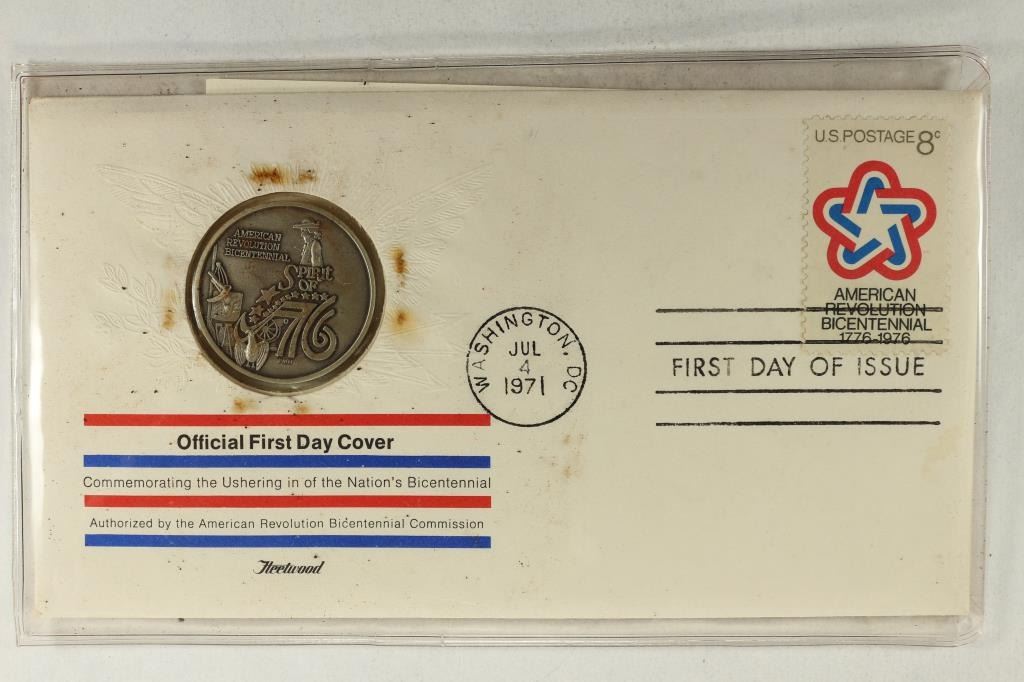 U.S. POSTAGE 8c
AMERICAN
REVOLUTION
BICENTENNIAL
1776-1976
AMERICAN
REVOLUTION
BICENTENNIAL
SPIRIT
OF
'76
WASHINGTON, DC
JUL
4
1971
FIRST DAY OF ISSUE
Official First Day Cover
Commemorating the Ushering in of the Nation's Bicentennial
Authorized by the American Revolution Bicentennial Commission
Fleetwood